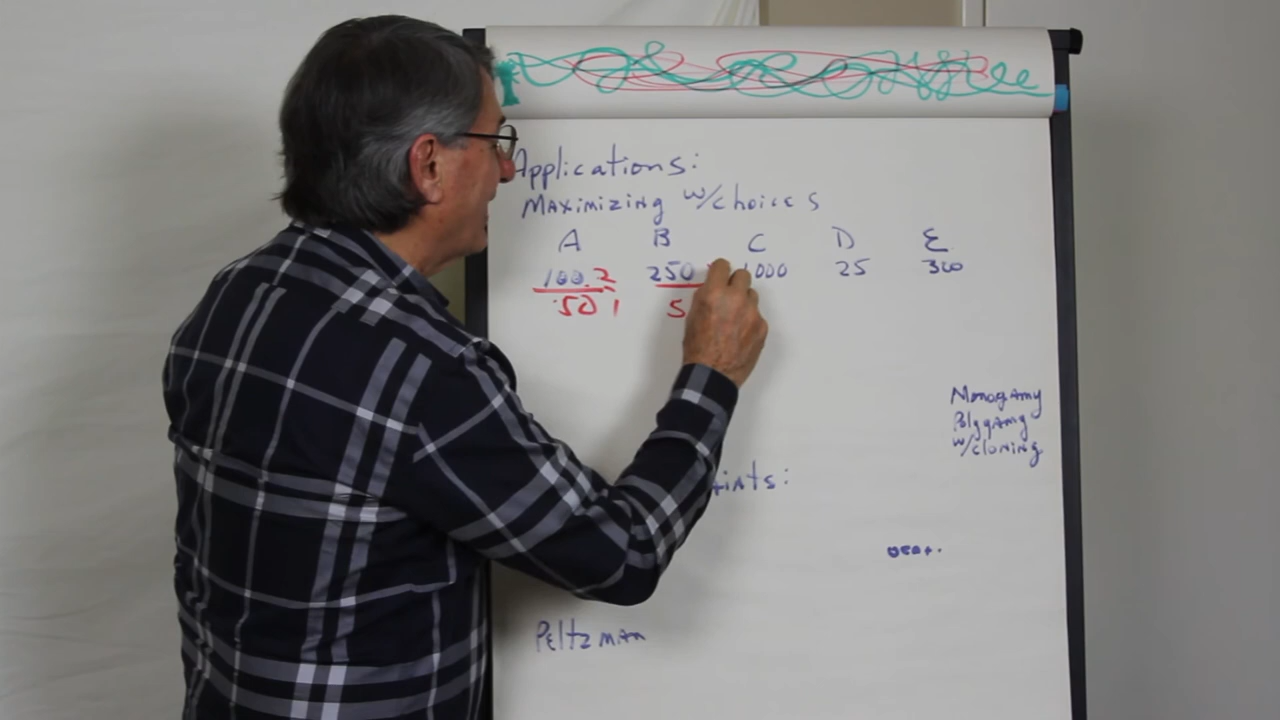 Applications:
Maximizing w/choices
A B C D E
100 2 250 1000 25 300
50 1 5
Monogamy
Polygamy
w/cloning
Peltzman